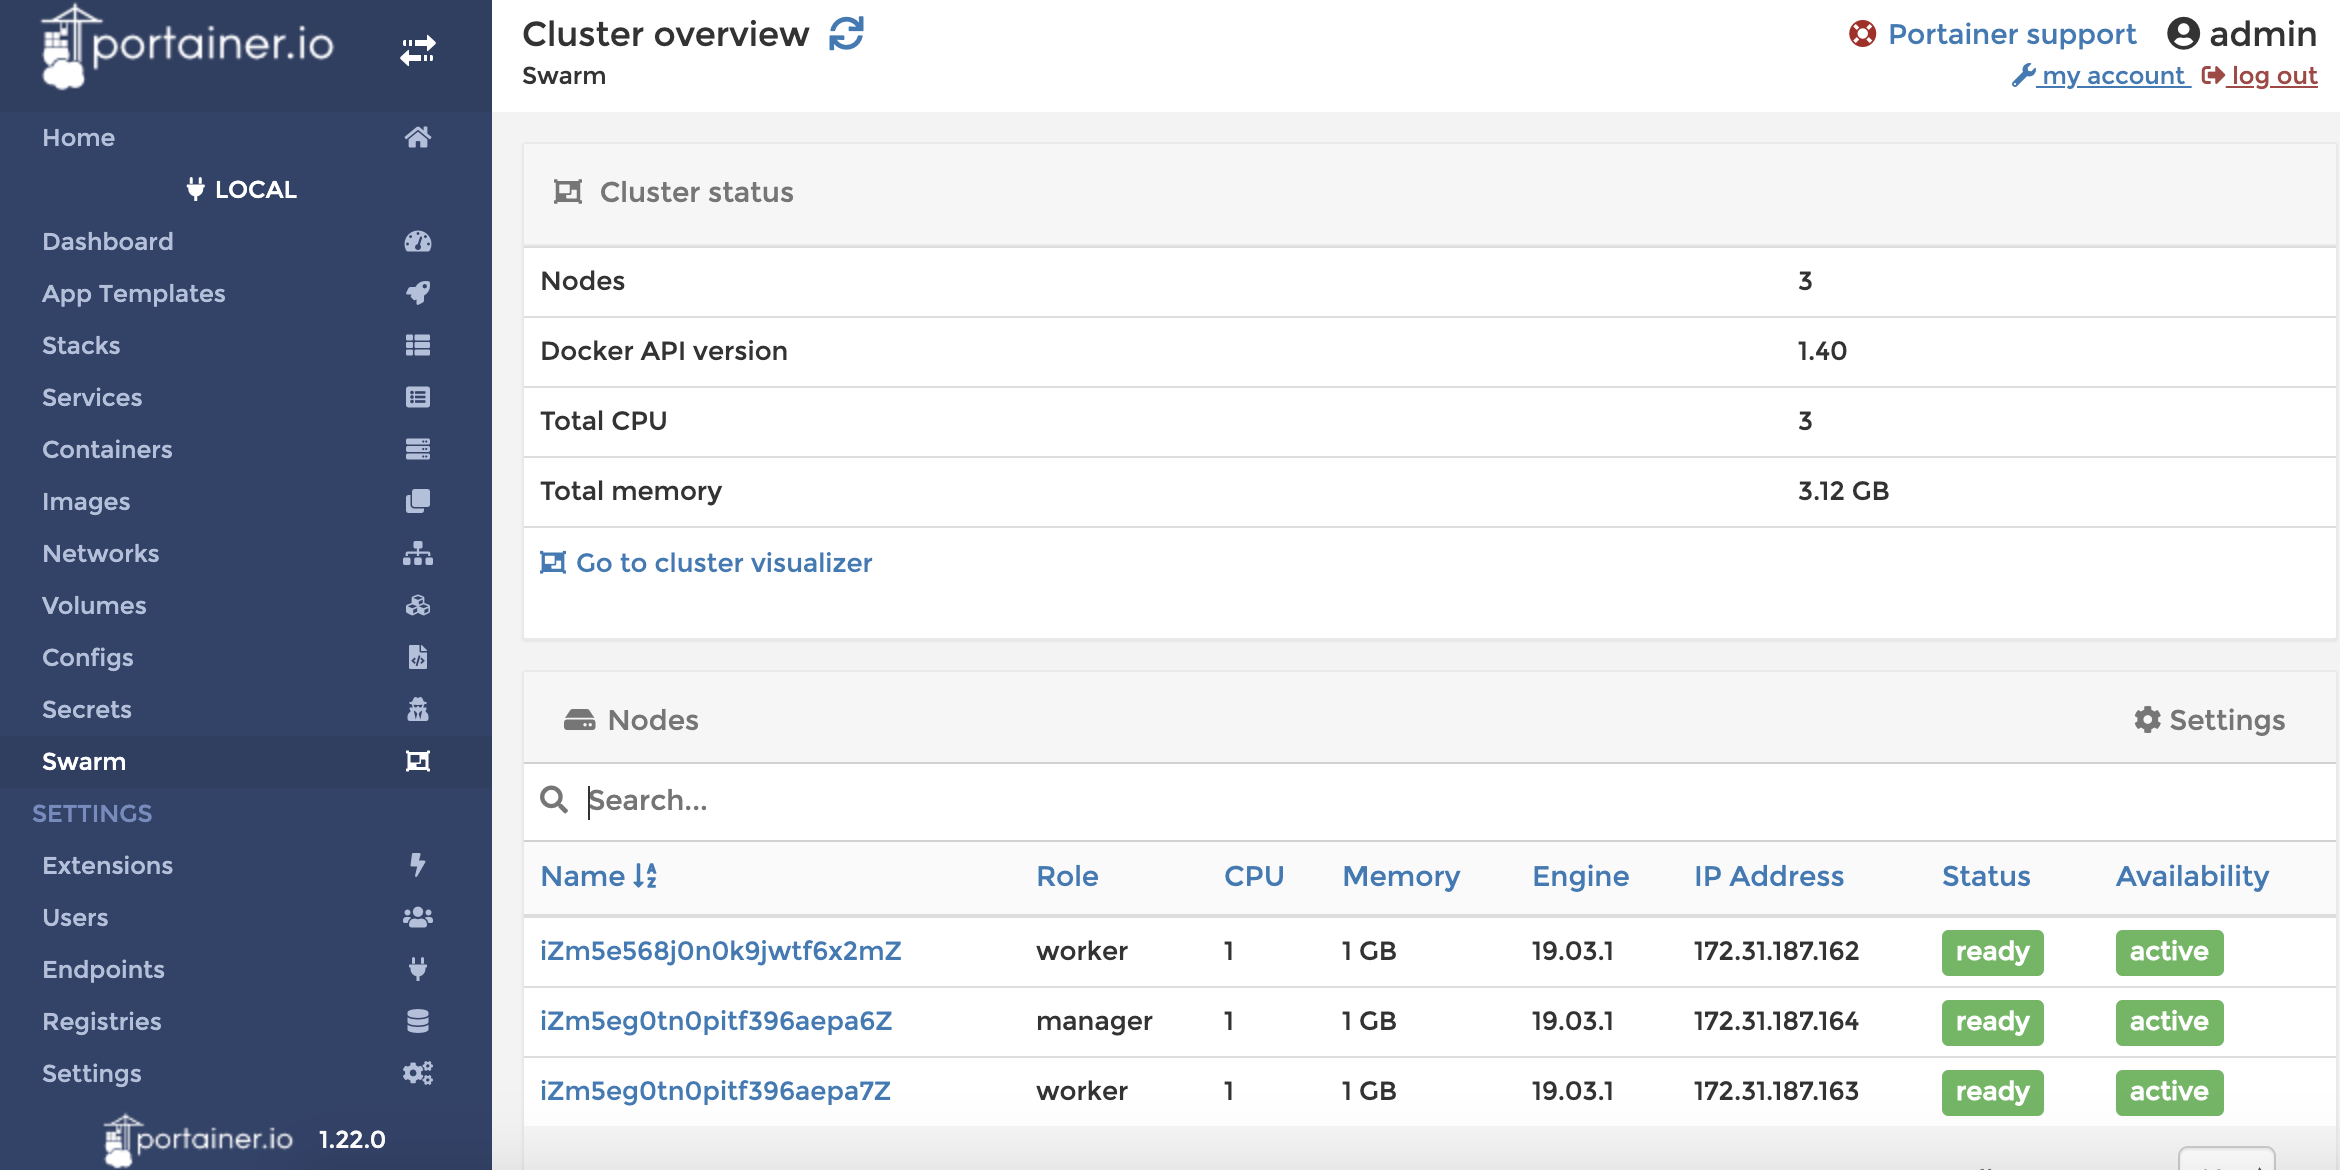 portainer.io
Home
LOCAL
Dashboard
App Templates
Stacks
Services
Containers
Images
Networks
Volumes
Configs
Secrets
Swarm
SETTINGS
Extensions
Users
Endpoints
Registries
Settings
portainer.io 1.22.0
Cluster overview
Swarm
Portainer support admin
my account log out
Cluster status
Nodes 3
Docker API version 1.40
Total CPU 3
Total memory 3.12 GB
Go to cluster visualizer
Nodes Settings
Search...
Name Role CPU Memory Engine IP Address Status Availability
iZm5e568j0n0k9jwtf6x2mZ worker 1 1 GB 19.03.1 172.31.187.162 ready active
iZm5eg0tn0pitf396aepa6Z manager 1 1 GB 19.03.1 172.31.187.164 ready active
iZm5eg0tn0pitf396aepa7Z worker 1 1 GB 19.03.1 172.31.187.163 ready active